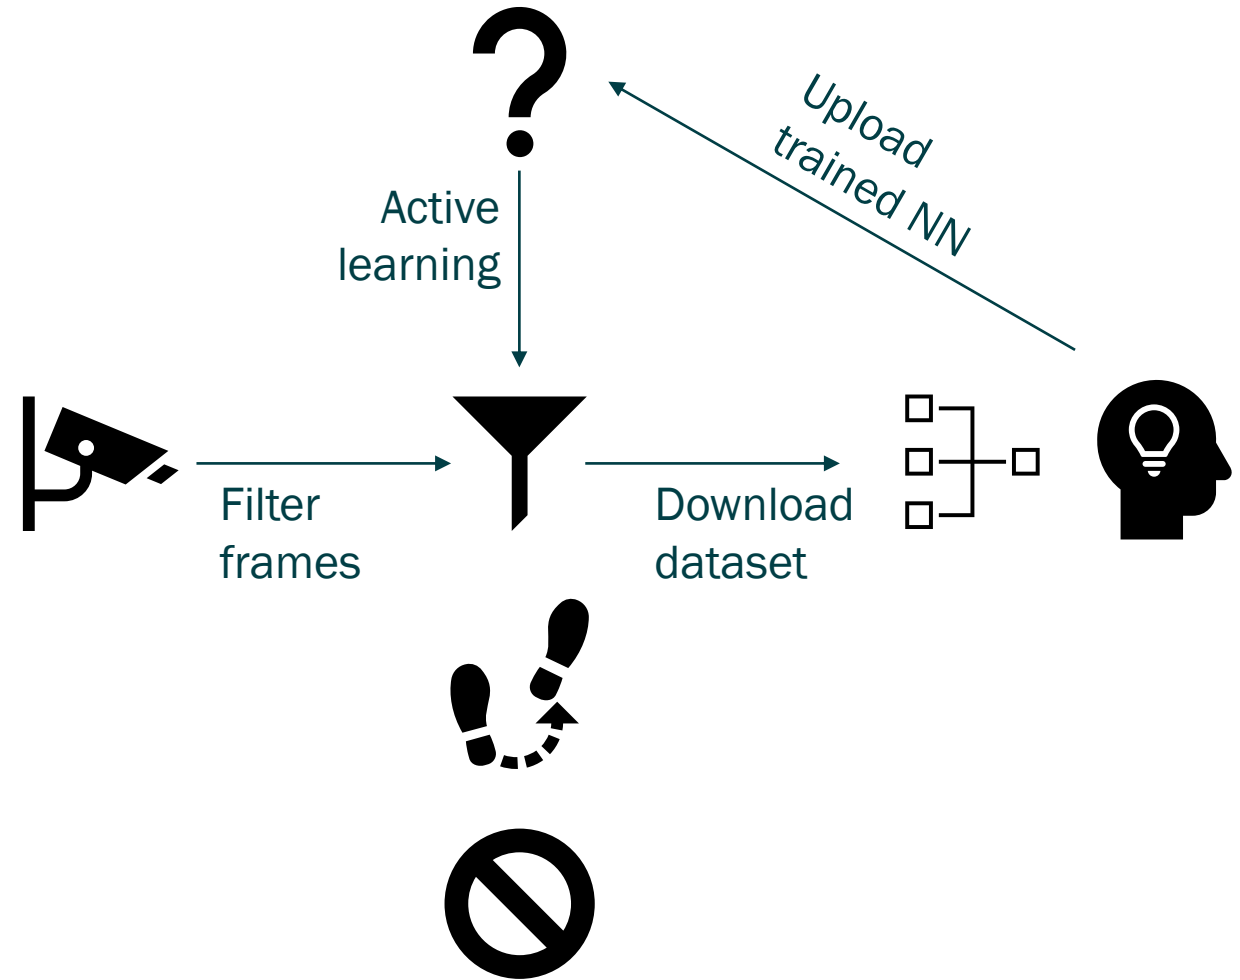 Upload
trained NN
Active
learning
Filter
frames
Download
dataset